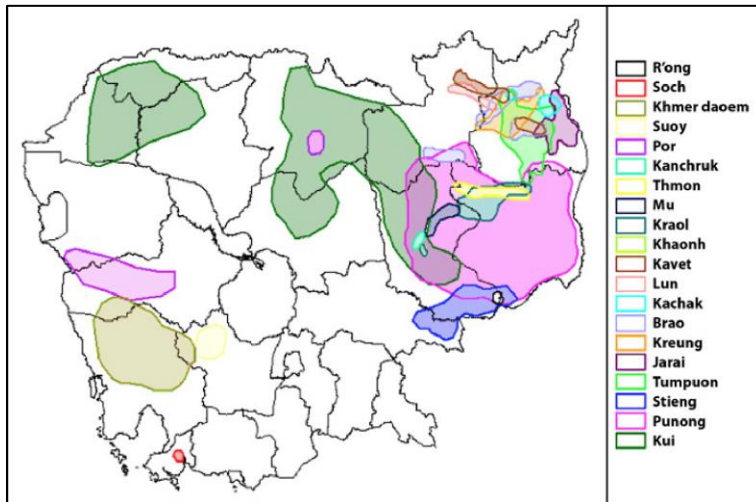 R'ong
Soch
Khmer daoem
Suoy
Por
Kanchruk
Thmon
Mu
Kraol
Khaonh
Kavet
Lun
Kachak
Brao
Kreung
Jarai
Tumpuon
Stieng
Punong
Kui